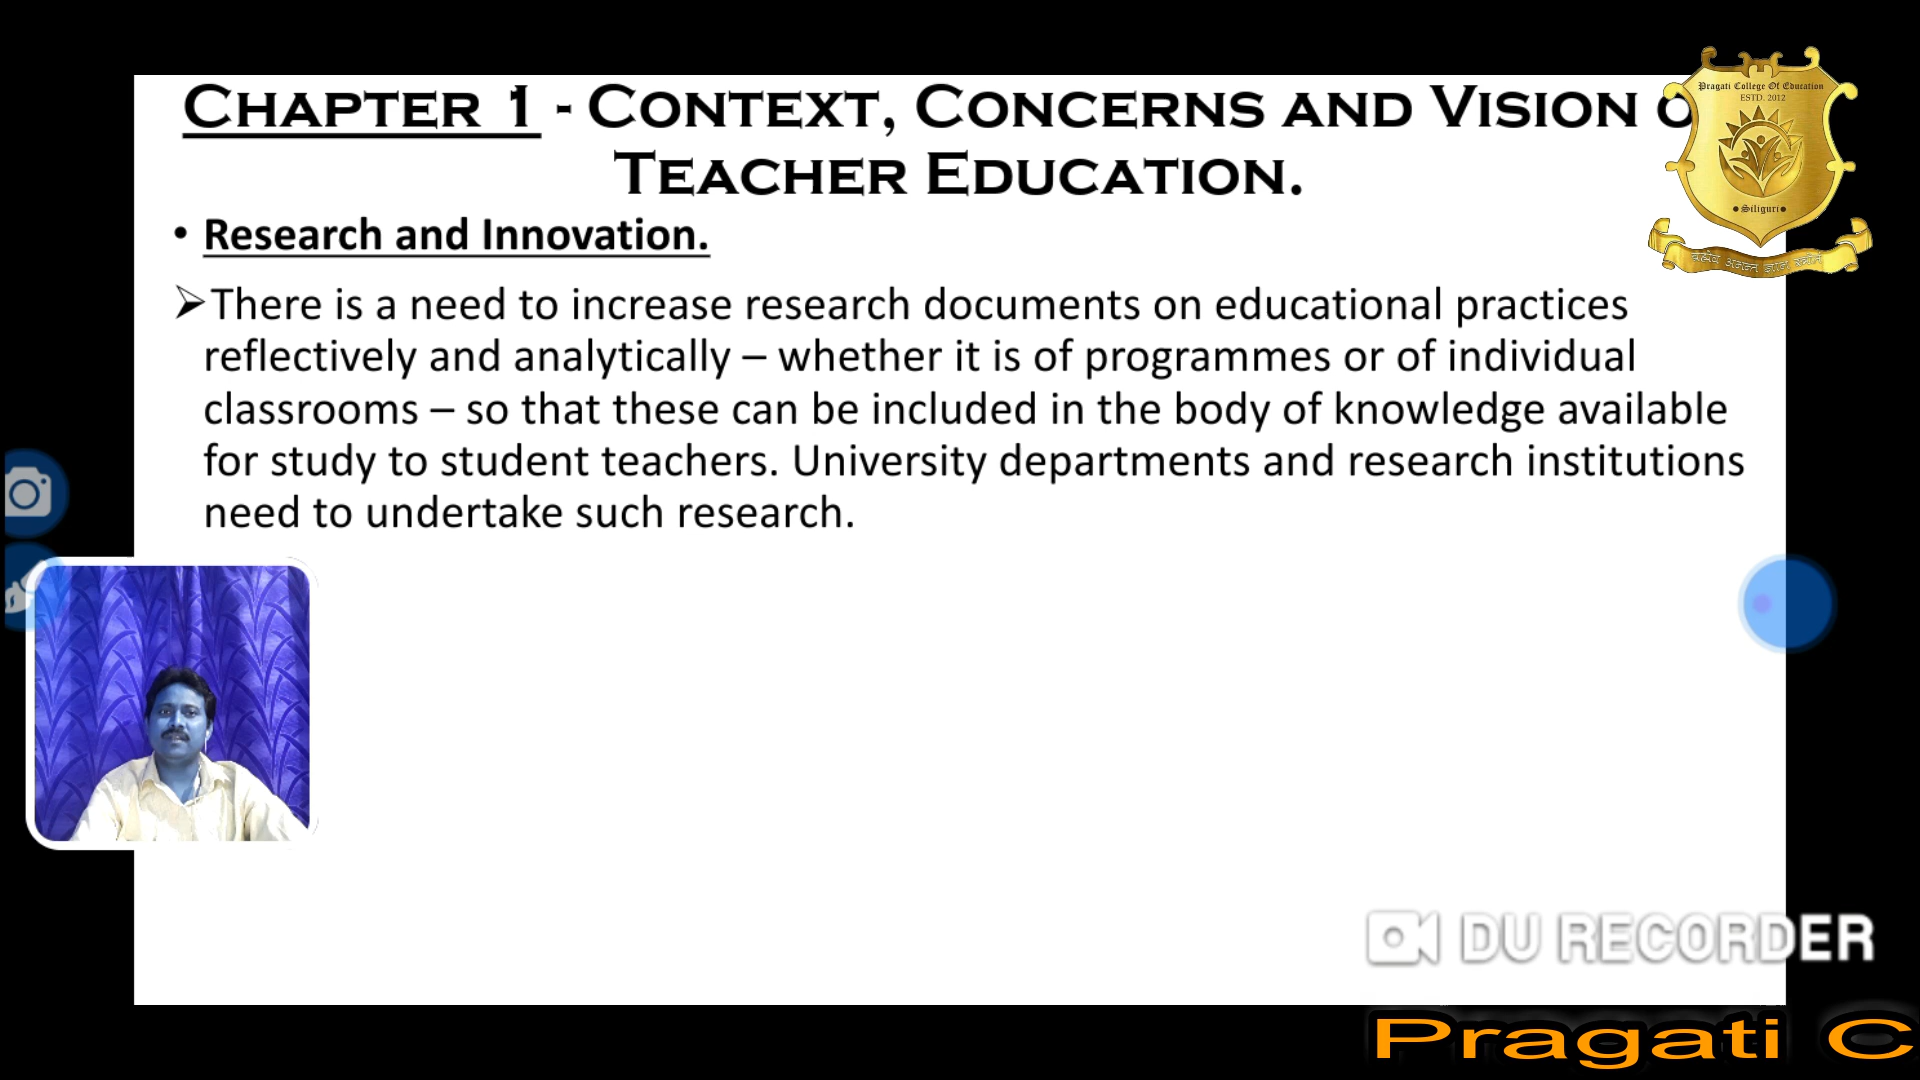 CHAPTER 1 - CONTEXT, CONCERNS AND VISION O
TEACHER EDUCATION.
Pragati College Of Education
ESTD. 2012
•Siliguri•
• Research and Innovation.
➢There is a need to increase research documents on educational practices
reflectively and analytically – whether it is of programmes or of individual
classrooms – so that these can be included in the body of knowledge available
for study to student teachers. University departments and research institutions
need to undertake such research.
DU RECORDER
Pragati C